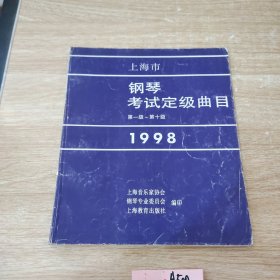 上海市
钢琴
考试定级曲目
第一级－第十级
1998
上海音乐家协会
钢琴专业委员会 编印
上海教育出版社